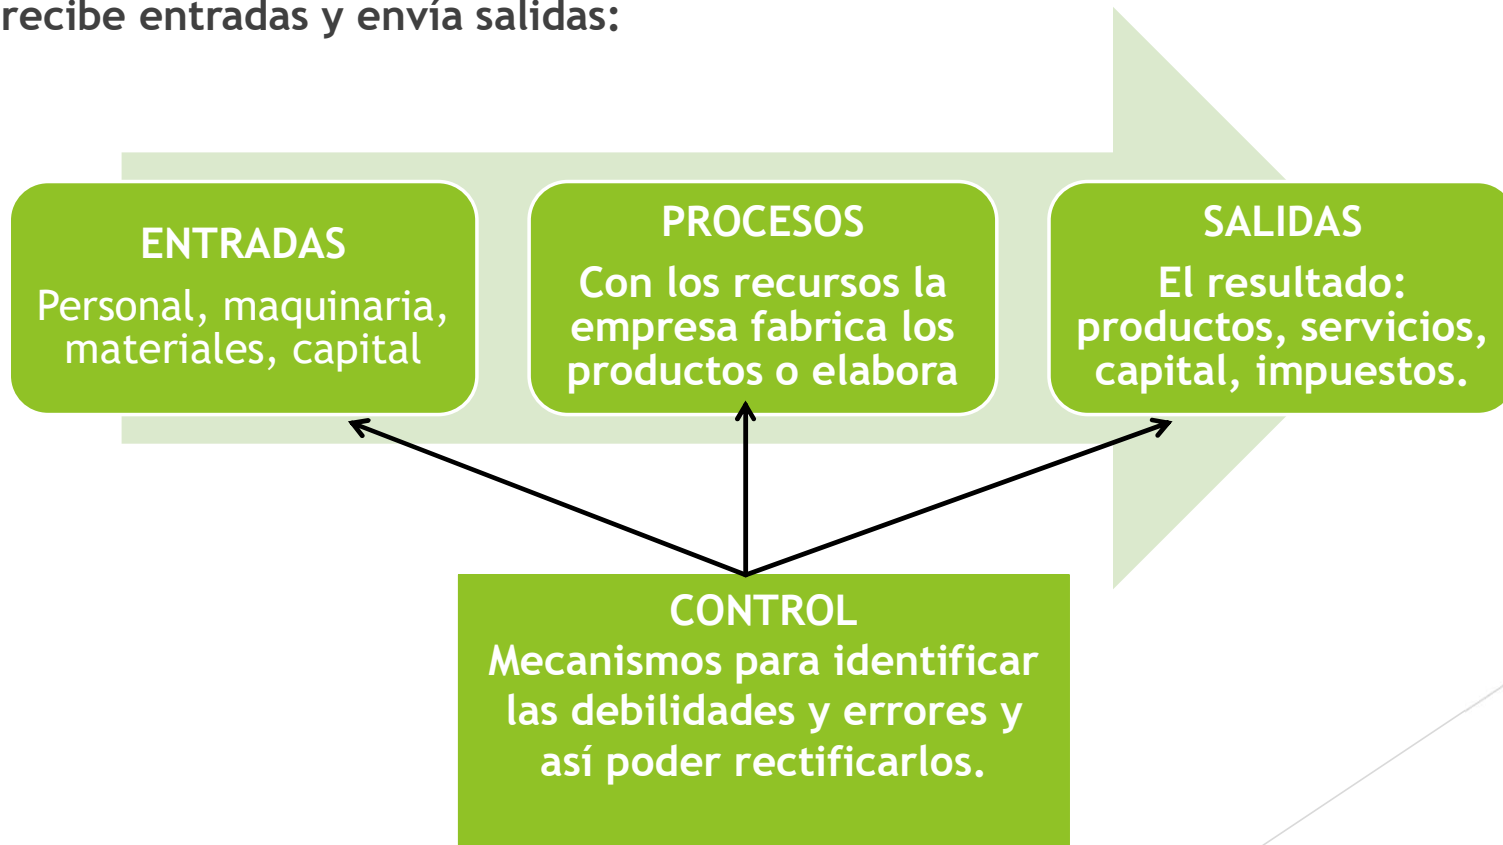 recibe entradas y envía salidas:
ENTRADAS
Personal, maquinaria,
materiales, capital
PROCESOS
Con los recursos la
empresa fabrica los
productos o elabora
SALIDAS
El resultado:
productos, servicios,
capital, impuestos.
CONTROL
Mecanismos para identificar
las debilidades y errores y
así poder rectificarlos.